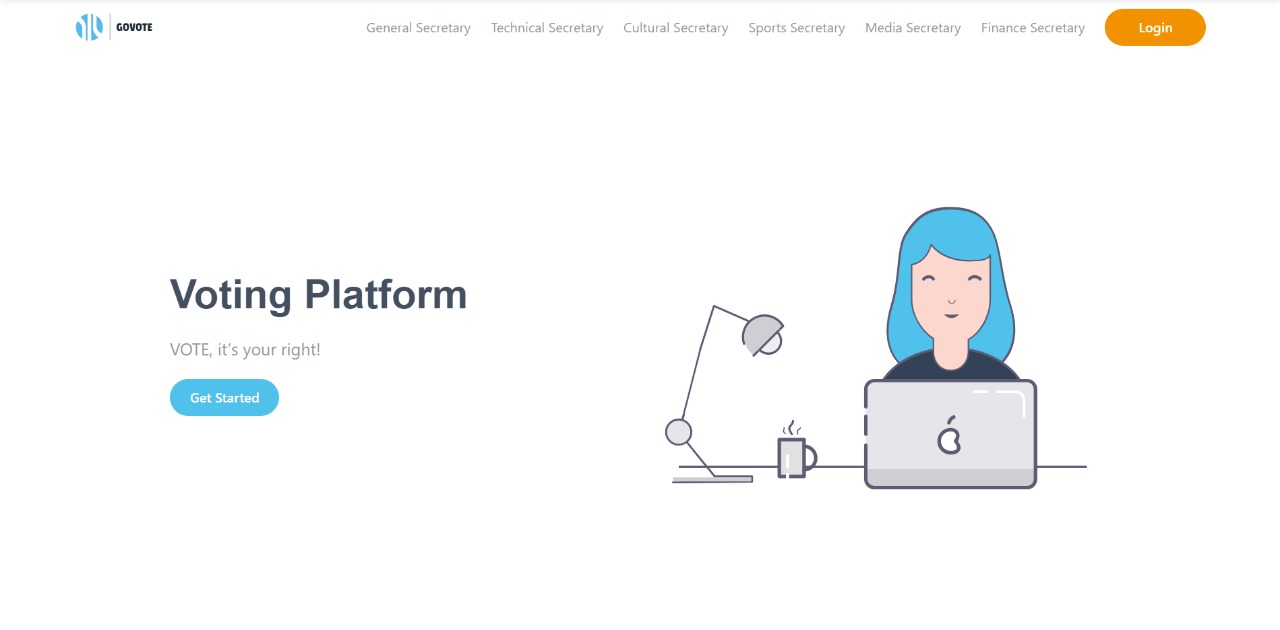 GOVOTE
General Secretary
Technical Secretary
Cultural Secretary
Sports Secretary
Media Secretary
Finance Secretary
Login
Voting Platform
VOTE, it's your right!
Get Started